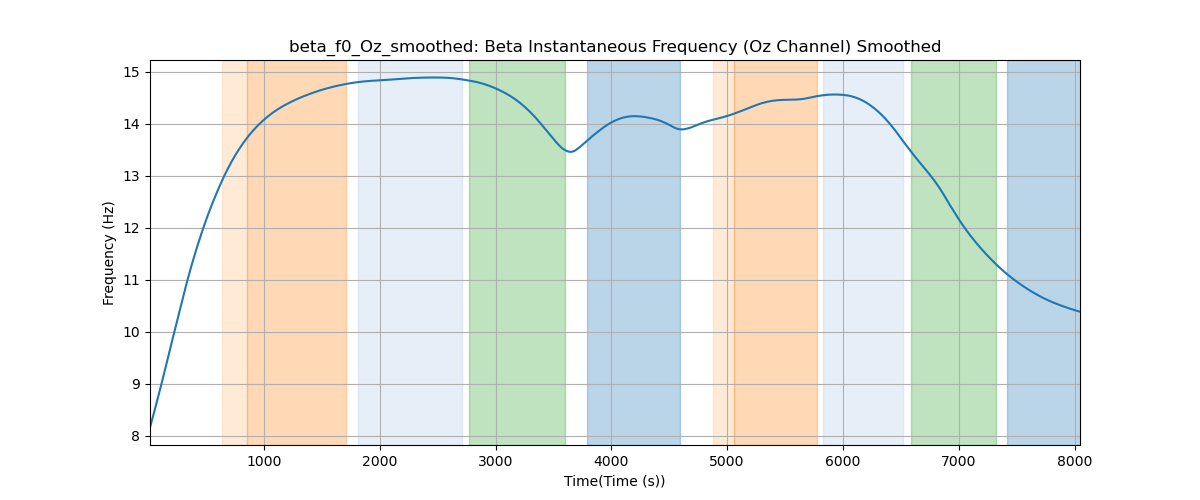 beta_f0_Oz_smoothed: Beta Instantaneous Frequency (Oz Channel) Smoothed
Frequency (Hz)
15
14
13
12
11
10
9
8
1000 2000 3000 4000 5000 6000 7000 8000
Time(Time (s))